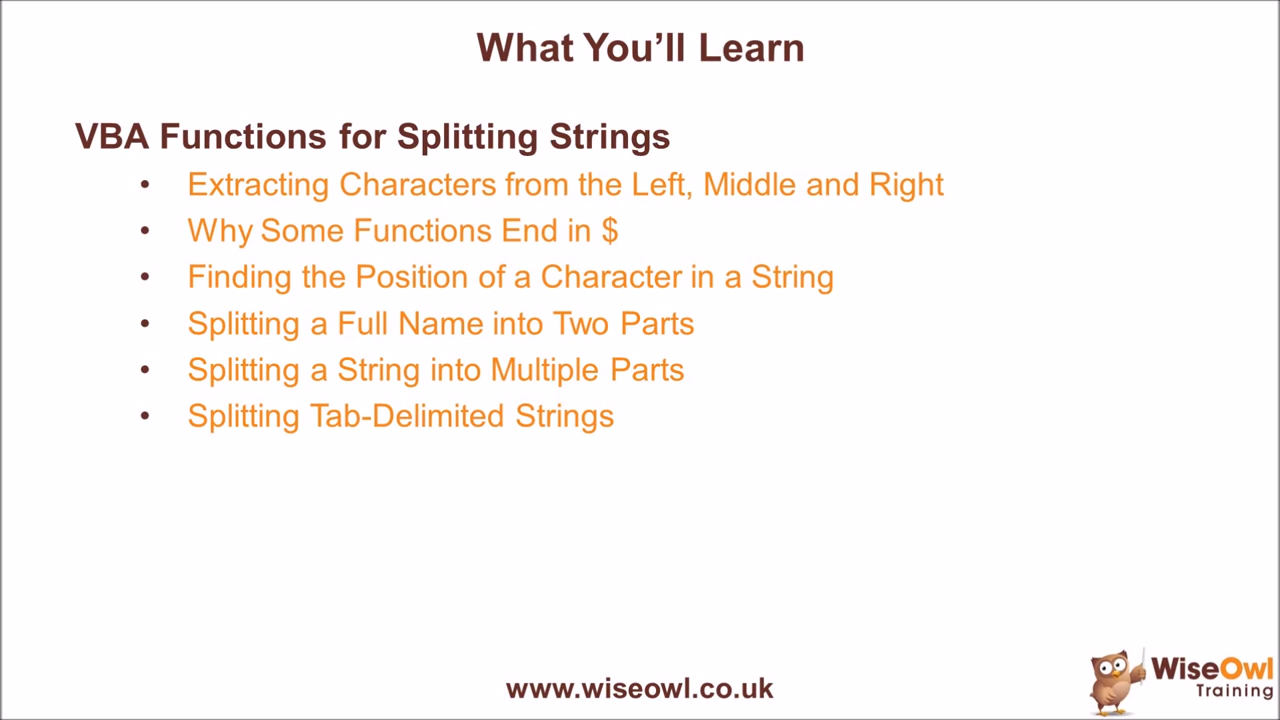 What You’ll Learn
VBA Functions for Splitting Strings
• Extracting Characters from the Left, Middle and Right
• Why Some Functions End in $
• Finding the Position of a Character in a String
• Splitting a Full Name into Two Parts
• Splitting a String into Multiple Parts
• Splitting Tab-Delimited Strings
www.wiseowl.co.uk
WiseOwl
Training